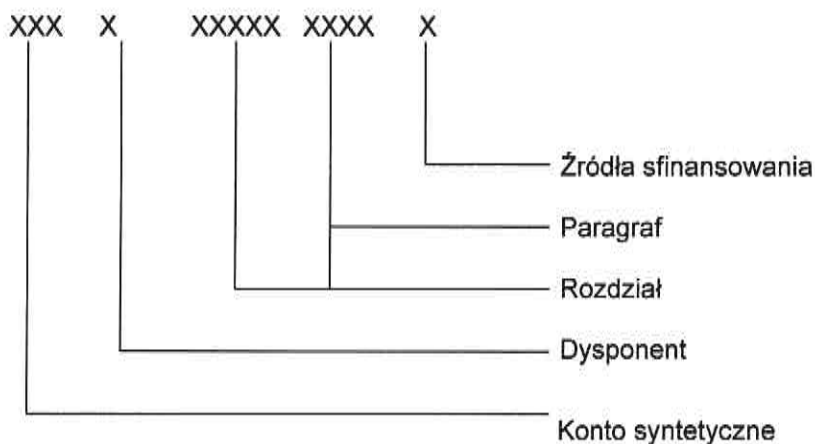 XXX X XXXXX XXXX X
Źródła sfinansowania
Paragraf
Rozdział
Dysponent
Konto syntetyczne